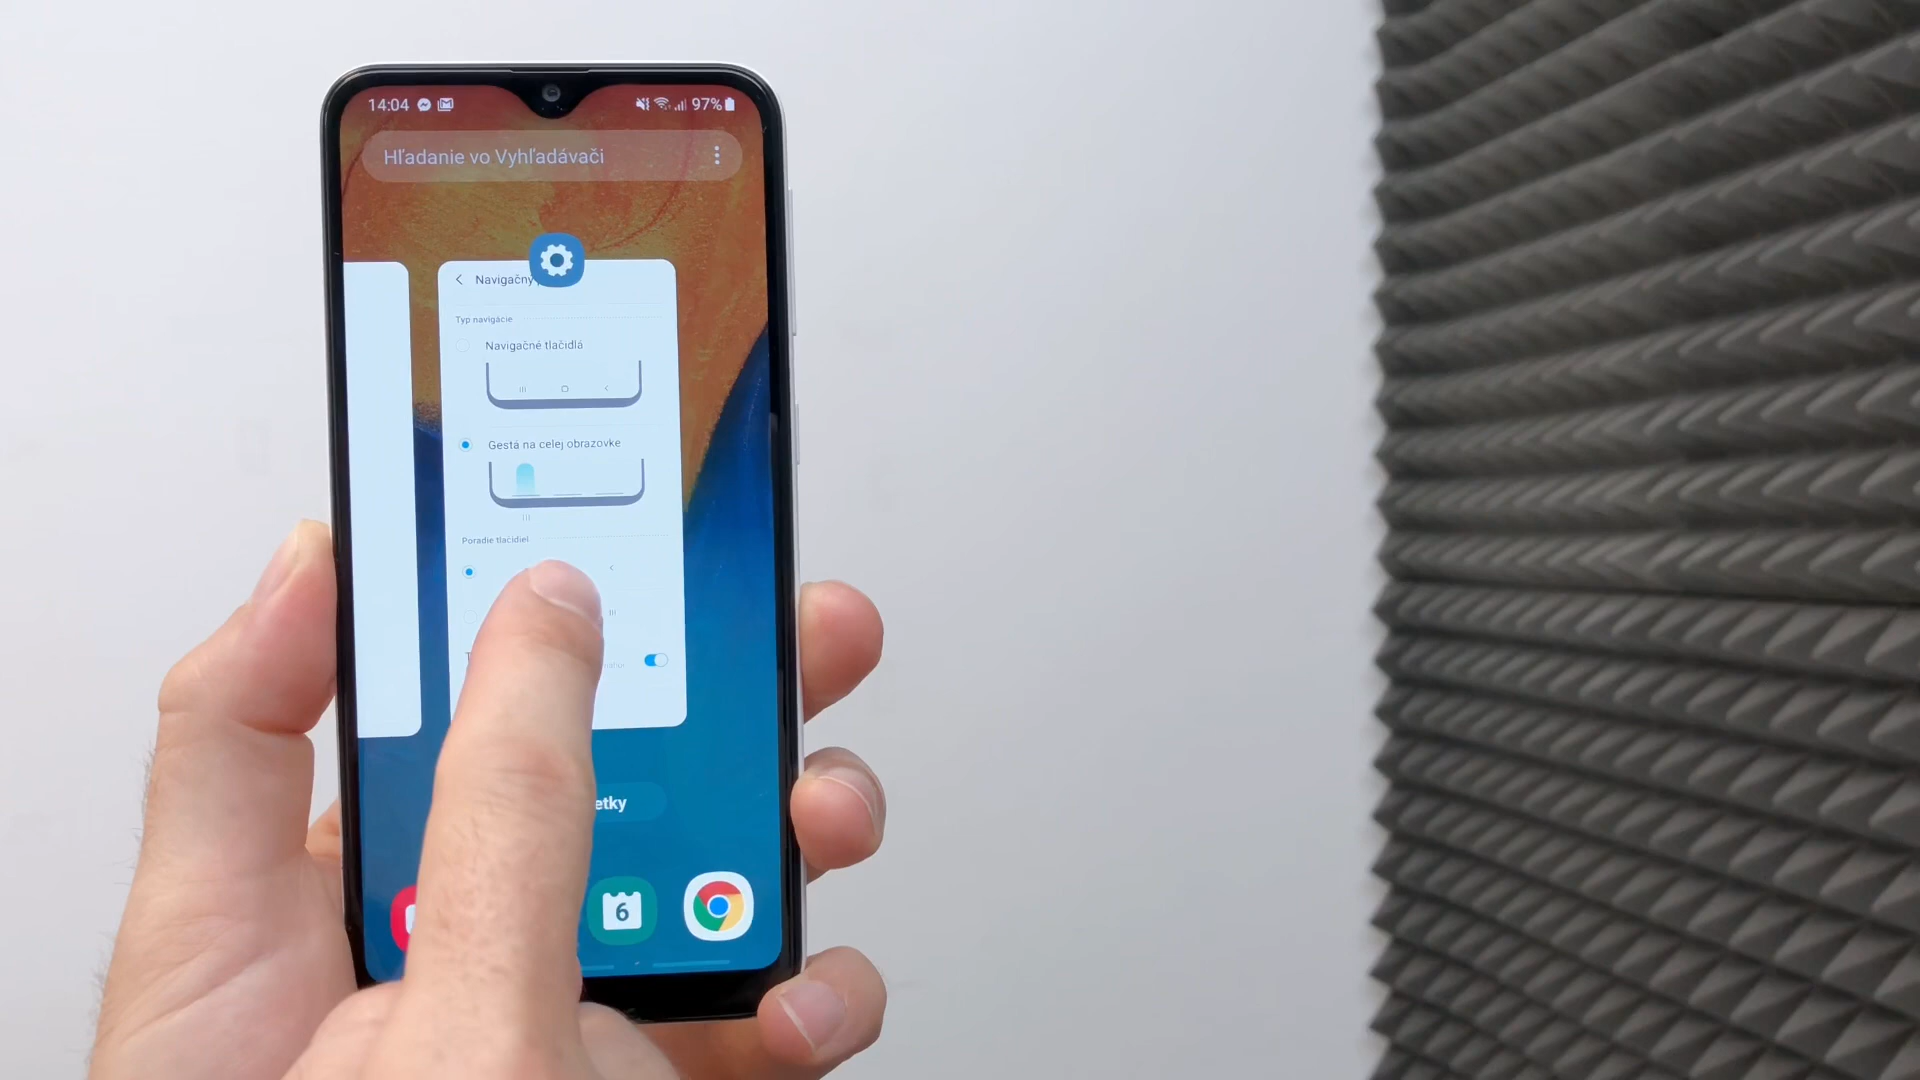 14:04
97%
Hľadanie vo Vyhľadávači
Navigačný
Typ navigácie
Navigačné tlačidlá
Gestá na celej obrazovke
Poradie tlačidiel
etky
6